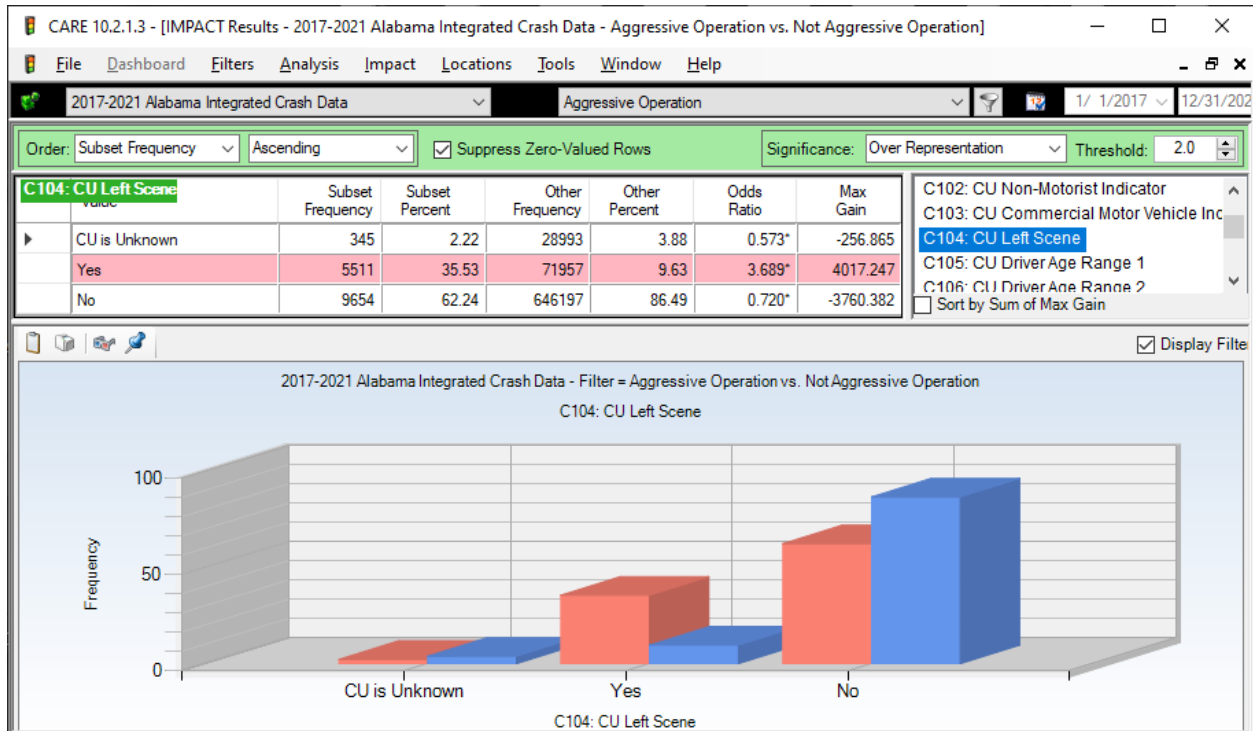 CARE 10.2.1.3 - [IMPACT Results - 2017-2021 Alabama Integrated Crash Data - Aggressive Operation vs. Not Aggressive Operation]
File Dashboard Filters Analysis Impact Locations Tools Window Help
2017-2021 Alabama Integrated Crash Data Aggressive Operation 1/ 1/2017 12/31/202
Order: Subset Frequency Ascending Suppress Zero-Valued Rows Significance: Over Representation Threshold: 2.0
C104: CU Left Scene
Subset Frequency Subset Percent Other Frequency Other Percent Odds Ratio Max Gain
CU is Unknown 345 2.22 28993 3.88 0.573* -256.865
Yes 5511 35.53 71957 9.63 3.689* 4017.247
No 9654 62.24 646197 86.49 0.720* -3760.382
C102: CU Non-Motorist Indicator
C103: CU Commercial Motor Vehicle Inc
C104: CU Left Scene
C105: CU Driver Age Range 1
C106: CU Driver Age Range 2
Sort by Sum of Max Gain
Display Filte
2017-2021 Alabama Integrated Crash Data - Filter = Aggressive Operation vs. Not Aggressive Operation
C104: CU Left Scene
100
50
0
Frequency
CU is Unknown Yes No
C104: CU Left Scene